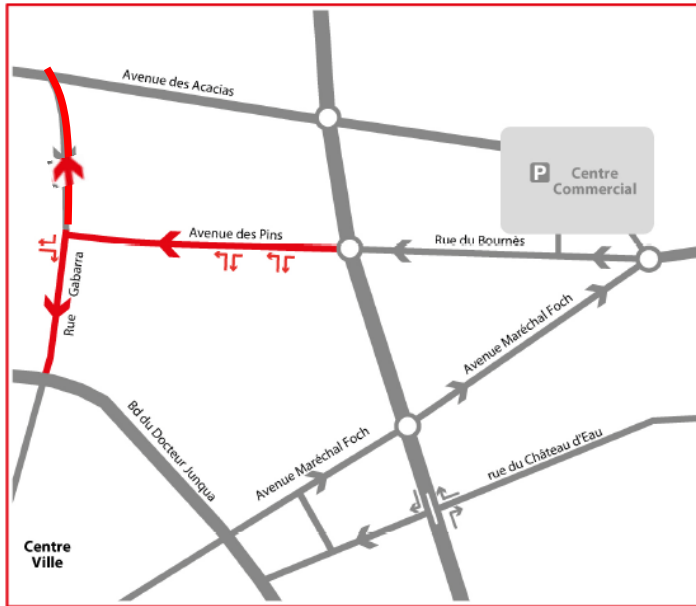 Avenue des Acacias
P
Centre
Commercial
Avenue des Pins
Rue du Bournès
Rue Gabarra
Avenue Maréchal Foch
Bd du Docteur Junqua
Avenue Maréchal Foch
rue du Château d'Eau
Centre
Ville